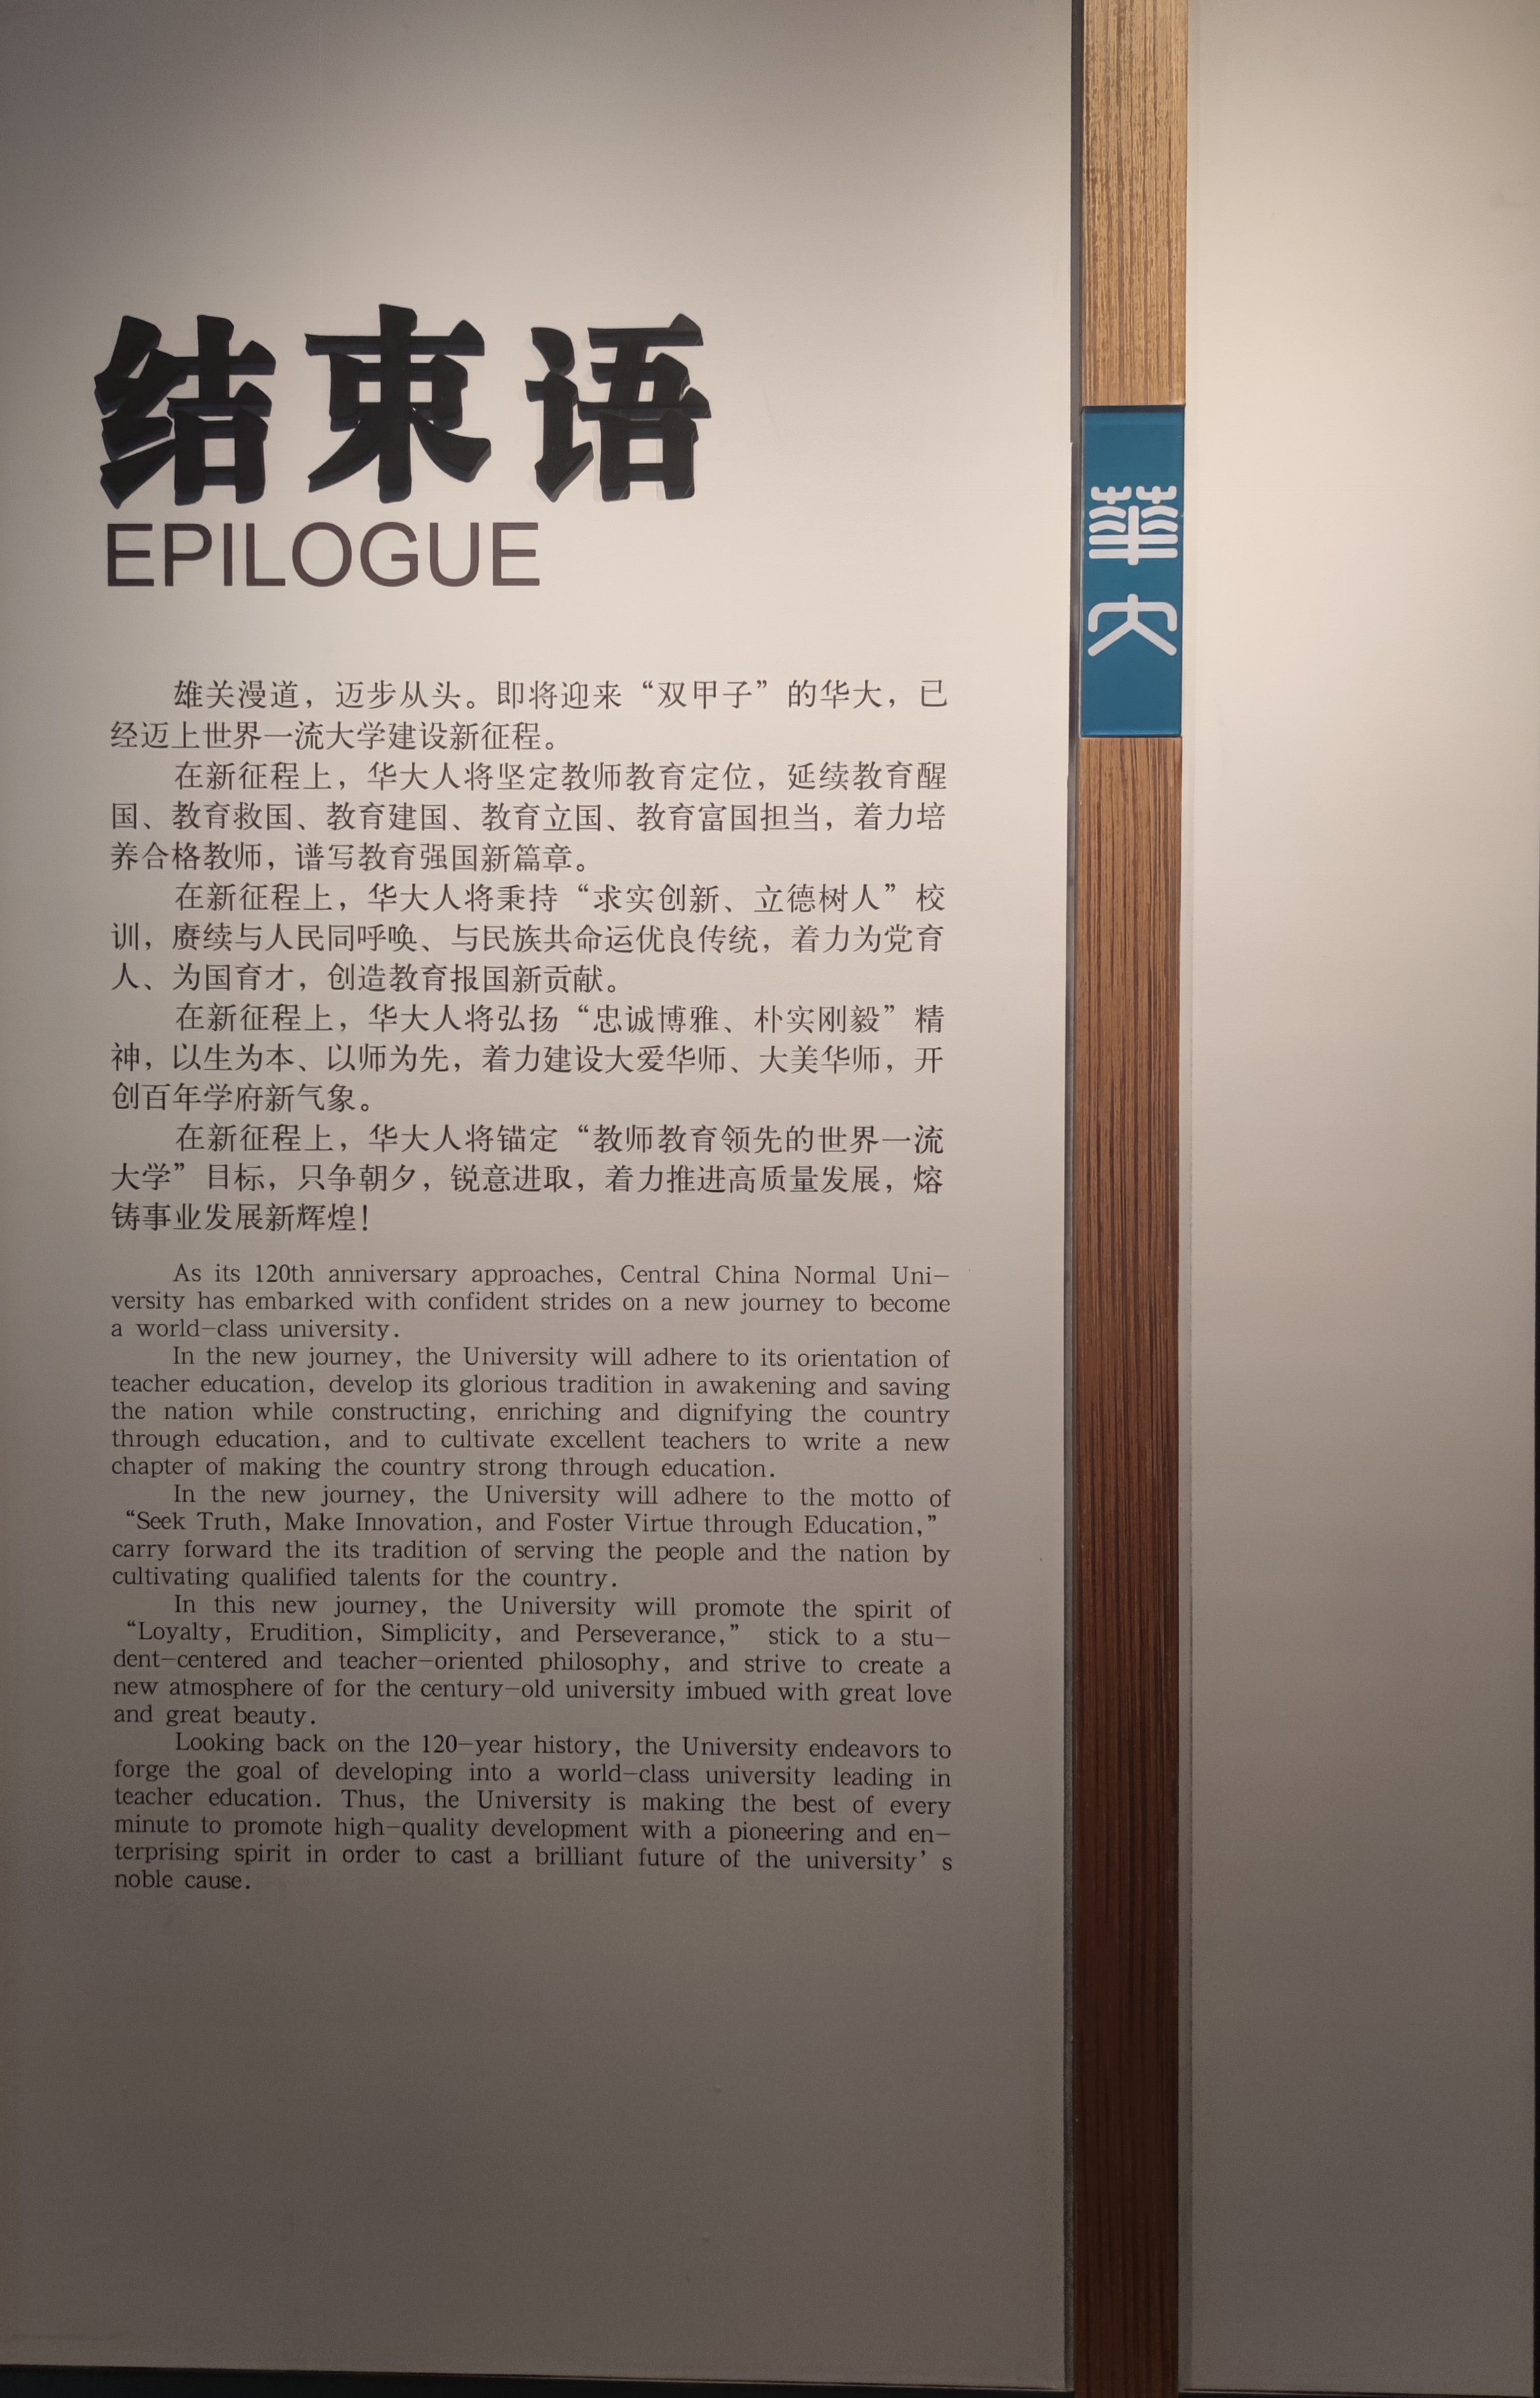 结束语
EPILOGUE
雄关漫道，迈步从头。即将迎来“双甲子”的华大，已
经迈上世界一流大学建设新征程。
在新征程上，华大人将坚定教师教育定位，延续教育醒
国、教育救国、教育建国、教育立国、教育富国担当，着力培
养合格教师，谱写教育强国新篇章。
在新征程上，华大人将秉持“求实创新、立德树人”校
训，赓续与人民同呼唤、与民族共命运优良传统，着力为党育
人、为国育才，创造教育报国新贡献。
在新征程上，华大人将弘扬“忠诚博雅、朴实刚毅”精
神，以生为本、以师为先，着力建设大爱华师、大美华师，开
创百年学府新气象。
在新征程上，华大人将锚定“教师教育领先的世界一流
大学”目标，只争朝夕，锐意进取，着力推进高质量发展，熔
铸事业发展新辉煌！
As its 120th anniversary approaches, Central China Normal Uni-
versity has embarked with confident strides on a new journey to become
a world-class university.
In the new journey, the University will adhere to its orientation of
teacher education, develop its glorious tradition in awakening and saving
the nation while constructing, enriching and dignifying the country
through education, and to cultivate excellent teachers to write a new
chapter of making the country strong through education.
In the new journey, the University will adhere to the motto of
“Seek Truth, Make Innovation, and Foster Virtue through Education,”
carry forward the its tradition of serving the people and the nation by
cultivating qualified talents for the country.
In this new journey, the University will promote the spirit of
“Loyalty, Erudition, Simplicity, and Perseverance,” stick to a stu-
dent-centered and teacher-oriented philosophy, and strive to create a
new atmosphere of for the century-old university imbued with great love
and great beauty.
Looking back on the 120-year history, the University endeavors to
forge the goal of developing into a world-class university leading in
teacher education. Thus, the University is making the best of every
minute to promote high-quality development with a pioneering and en-
terprising spirit in order to cast a brilliant future of the university’s
noble cause.
華大